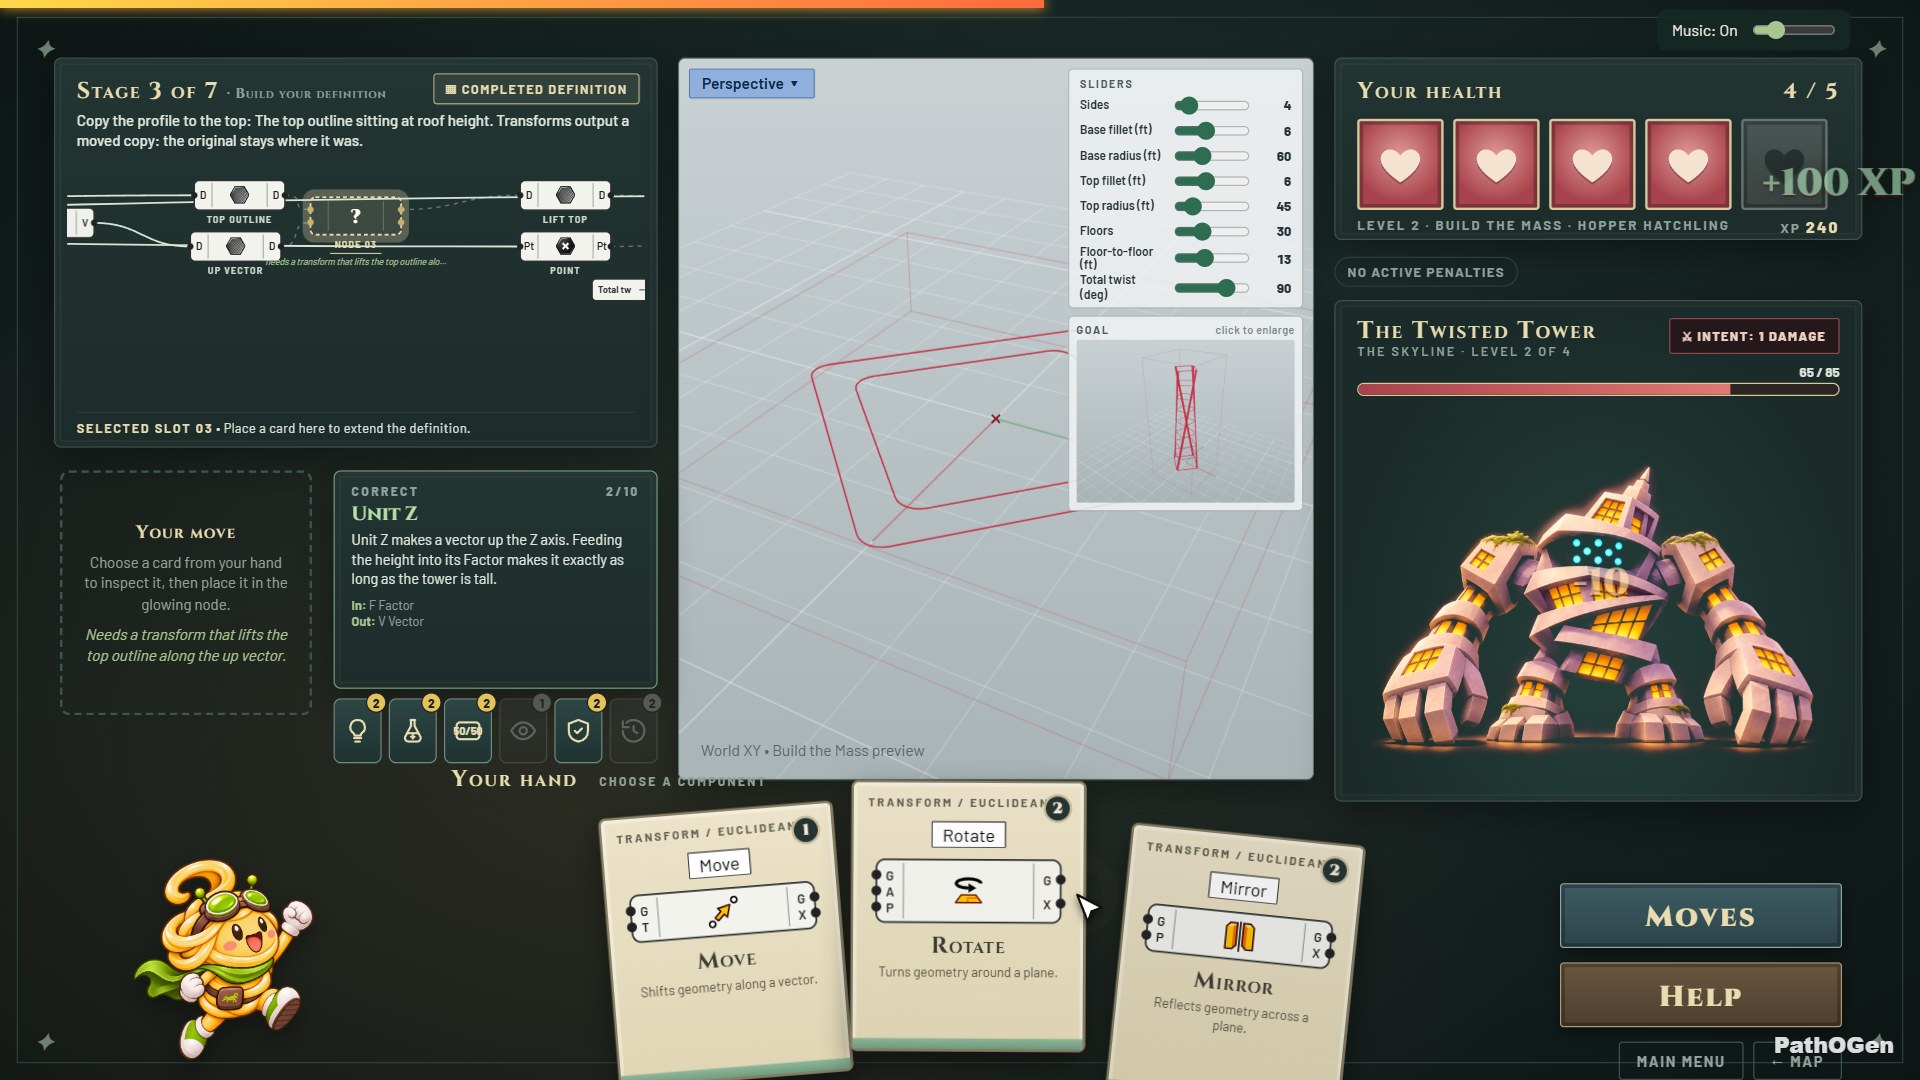 Music: On
Stage 3 of 7 · Build your definition
COMPLETED DEFINITION
Copy the profile to the top: The top outline sitting at roof height. Transforms output a
moved copy: the original stays where it was.
D D
TOP OUTLINE
?
NODE 03
D D
LIFT TOP
V
D D
UP VECTOR
needs a transform that lifts the top outline alo...
Pt Pt
POINT
Total tw
SELECTED SLOT 03 • Place a card here to extend the definition.
Your move
Choose a card from your hand
to inspect it, then place it in the
glowing node.
Needs a transform that lifts the
top outline along the up vector.
CORRECT 2/10
Unit Z
Unit Z makes a vector up the Z axis. Feeding
the height into its Factor makes it exactly as
long as the tower is tall.
In: F Factor
Out: V Vector
2 2 2 1 2 2
50/50
Perspective
SLIDERS
Sides 4
Base fillet (ft) 6
Base radius (ft) 60
Top fillet (ft) 6
Top radius (ft) 45
Floors 30
Floor-to-floor (ft) 13
Total twist (deg) 90
GOAL click to enlarge
World XY • Build the Mass preview
Your health 4 / 5
+100 XP
LEVEL 2 · BUILD THE MASS · HOPPER HATCHLING XP 240
NO ACTIVE PENALTIES
The Twisted Tower
INTENT: 1 DAMAGE
THE SKYLINE · LEVEL 2 OF 4
65 / 85
-10
Your hand CHOOSE A COMPONENT
TRANSFORM / EUCLIDEAN 1
Move
G T G X
Move
Shifts geometry along a vector.
TRANSFORM / EUCLIDEAN 2
Rotate
G A P G X
Rotate
Turns geometry around a plane.
TRANSFORM / EUCLIDEAN 2
Mirror
G P G X
Mirror
Reflects geometry across a
plane.
Moves
Help
MAIN MENU
← MAP
PathOGen